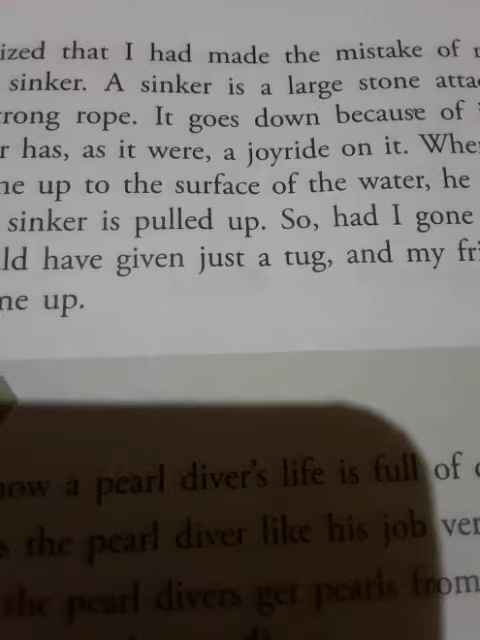 ized that I had made the mistake of
sinker. A sinker is a large stone atta
rong rope. It goes down because of
r has, as it were, a joyride on it. Whe
ne up to the surface of the water, he
sinker is pulled up. So, had I gone
ld have given just a tug, and my fri
me up.
now a pearl diver's life is full of
s the pearl diver like his job ver
the pearl divers get pearls from